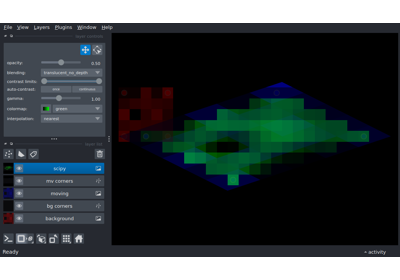 File View Layers Plugins Window Help
opacity: 0.50
blending: translucent_no_depth
contrast limits:
auto-contrast: once continuous
gamma: 1.00
colormap: green
interpolation: nearest
scipy
mv corners
moving
bg corners
background
Ready
activity